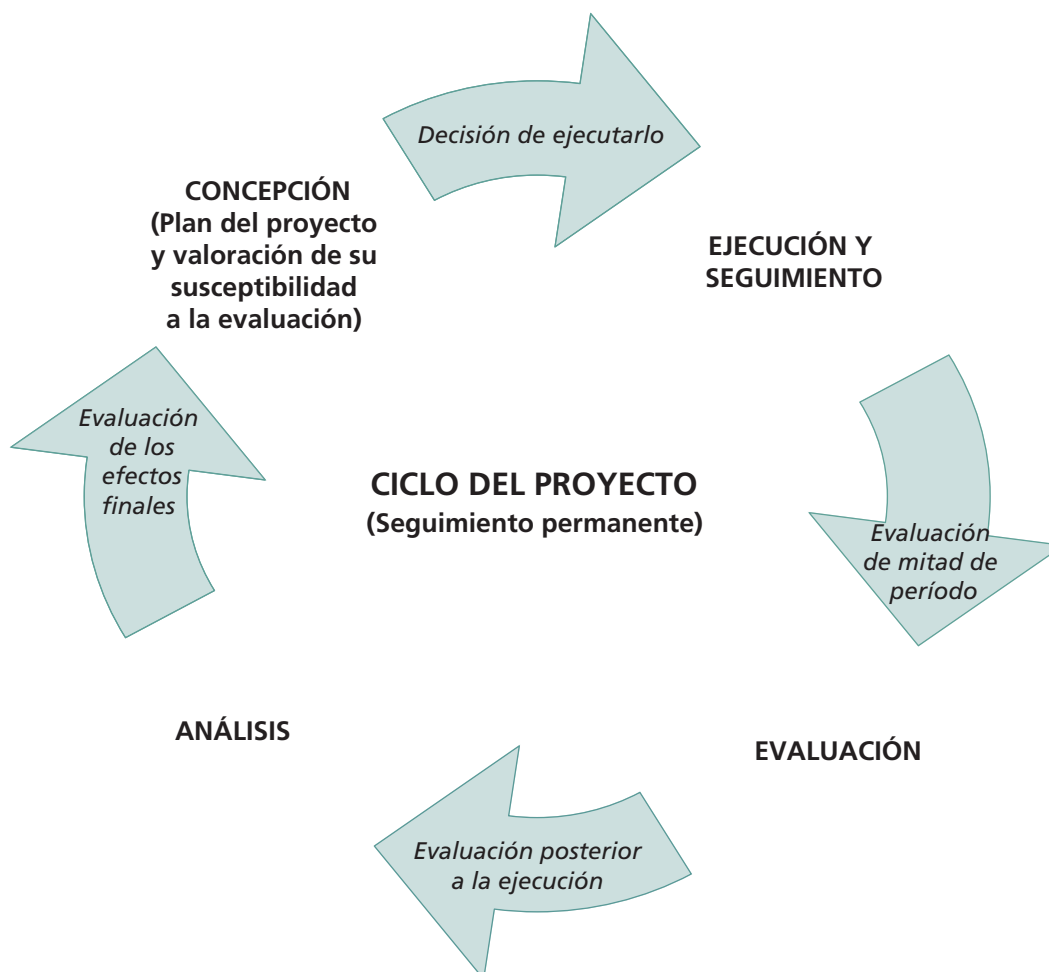 Decisión de ejecutarlo
CONCEPCIÓN
(Plan del proyecto
y valoración de su
susceptibilidad
a la evaluación)
EJECUCIÓN Y
SEGUIMIENTO
Evaluación
de los
efectos
finales
CICLO DEL PROYECTO
(Seguimiento permanente)
Evaluación
de mitad de
período
ANÁLISIS
EVALUACIÓN
Evaluación posterior
a la ejecución